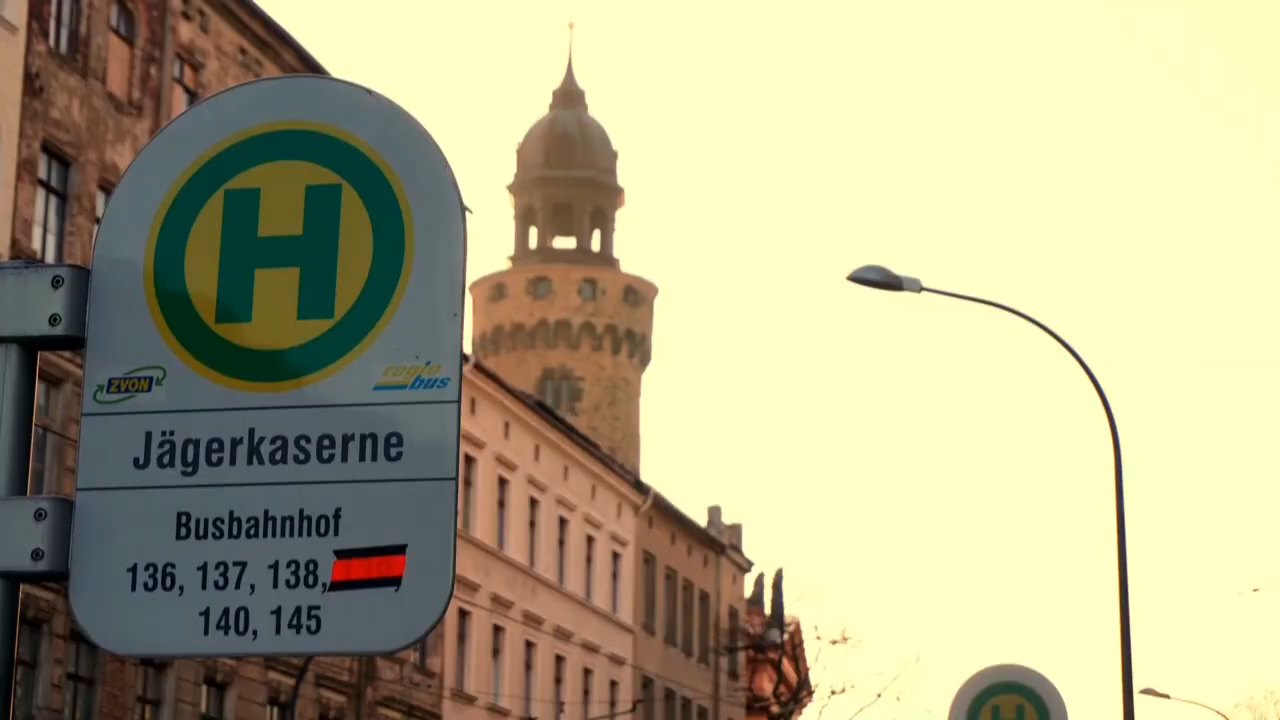 H
ZVON
regio
bus
Jägerkaserne
Busbahnhof
136, 137, 138,
140, 145
H